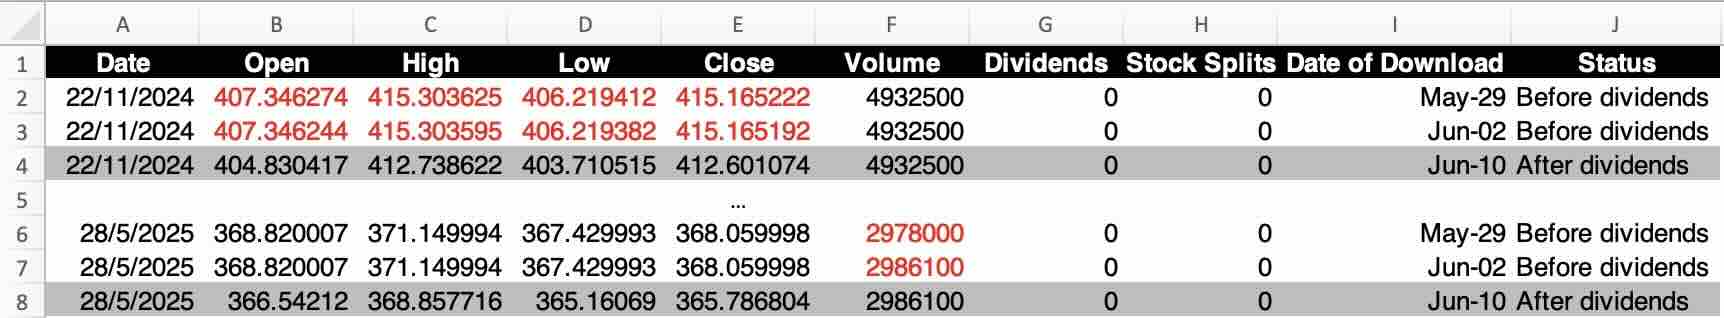 A B C D E F G H I J
1 Date Open High Low Close Volume Dividends Stock Splits Date of Download Status
2 22/11/2024 407.346274 415.303625 406.219412 415.165222 4932500 0 0 May-29 Before dividends
3 22/11/2024 407.346244 415.303595 406.219382 415.165192 4932500 0 0 Jun-02 Before dividends
4 22/11/2024 404.830417 412.738622 403.710515 412.601074 4932500 0 0 Jun-10 After dividends
5 ...
6 28/5/2025 368.820007 371.149994 367.429993 368.059998 2978000 0 0 May-29 Before dividends
7 28/5/2025 368.820007 371.149994 367.429993 368.059998 2986100 0 0 Jun-02 Before dividends
8 28/5/2025 366.54212 368.857716 365.16069 365.786804 2986100 0 0 Jun-10 After dividends